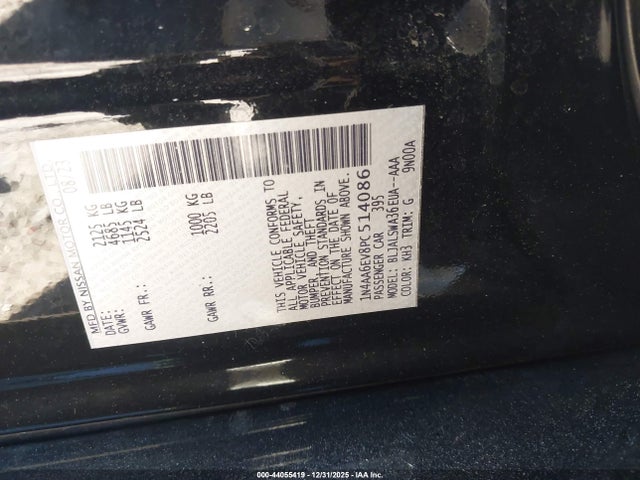 MFD BY NISSAN MOTOR CO., LTD.
DATE: 08/23
GVWR: 2125 KG
4685 LB
GAWR FR.: 1145 KG
2524 LB
GAWR RR.: 1000 KG
2205 LB
THIS VEHICLE CONFORMS TO
ALL APPLICABLE FEDERAL
MOTOR VEHICLE SAFETY,
BUMPER, AND THEFT
PREVENTION STANDARDS IN
EFFECT ON THE DATE OF
MANUFACTURE SHOWN ABOVE.
1N4AA6EV8PC514086
PASSENGER CAR 395
MODEL: BLJALSWA36EUA--AAA
COLOR: KH3 TRIM: G 9N00A
000-44055419 - 12/31/2025 - IAA Inc.